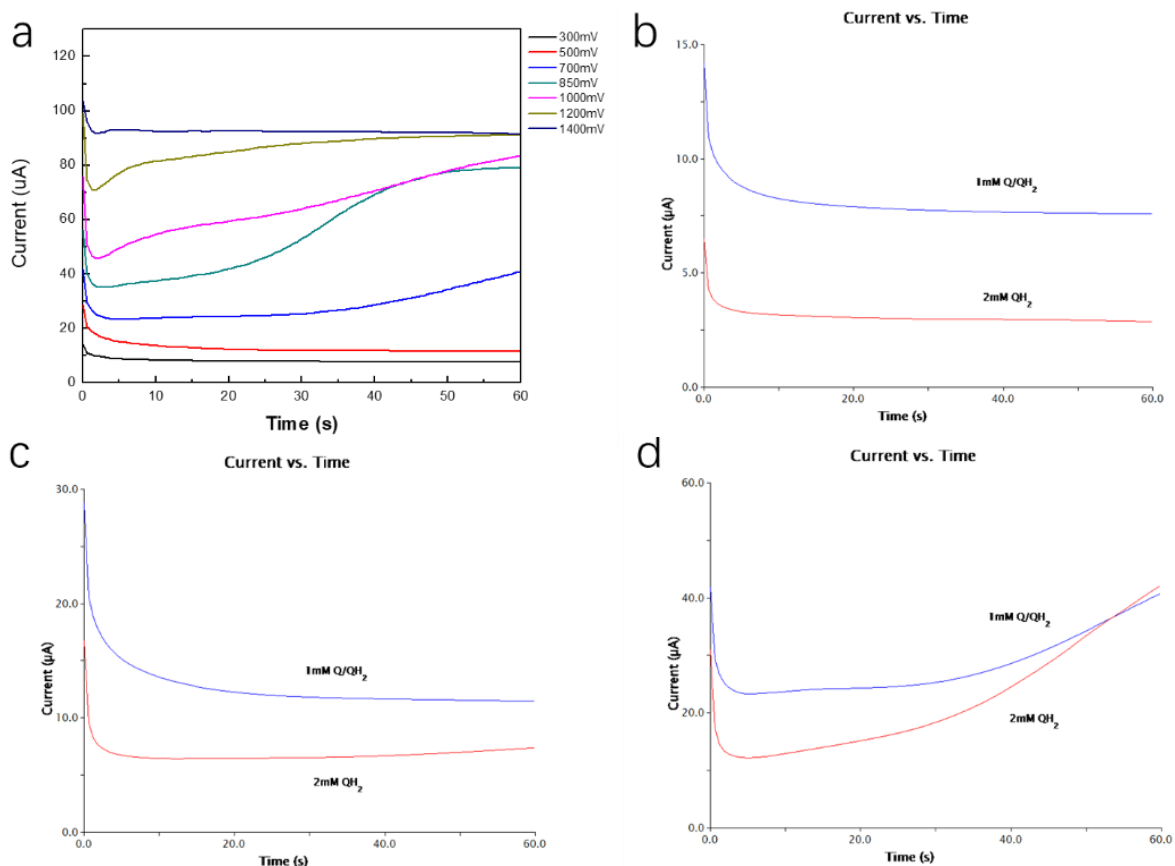 a
Current (uA)
120
100
80
60
40
20
0
0 10 20 30 40 50 60
Time (s)
300mV
500mV
700mV
850mV
1000mV
1200mV
1400mV
b
Current vs. Time
Current (µA)
15.0
10.0
5.0
0.0
1mM Q/QH₂
2mM QH₂
0.0 20.0 40.0 60.0
Time (s)
c
Current vs. Time
Current (µA)
30.0
20.0
10.0
0.0
1mM Q/QH₂
2mM QH₂
0.0 20.0 40.0 60.0
Time (s)
d
Current vs. Time
Current (µA)
60.0
40.0
20.0
0.0
1mM Q/QH₂
2mM QH₂
0.0 20.0 40.0 60.0
Time (s)